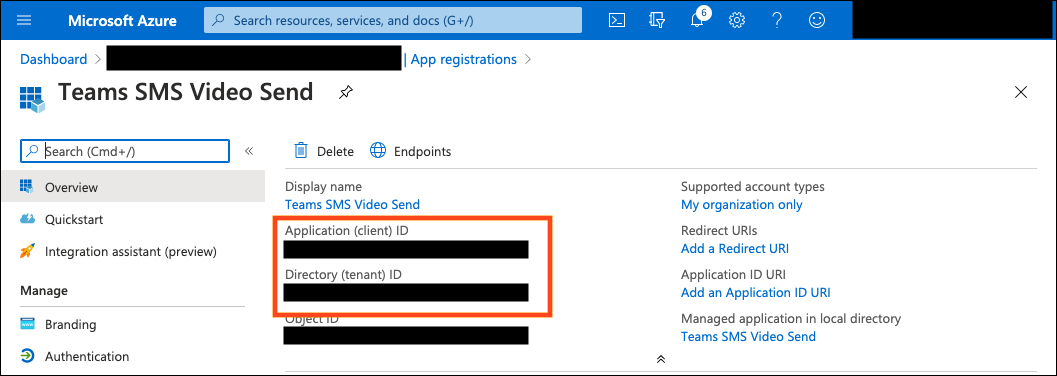 Microsoft Azure
Search resources, services, and docs (G+/)
6
Dashboard > | App registrations >
Teams SMS Video Send
Search (Cmd+/)
«
Overview
Quickstart
Integration assistant (preview)
Manage
Branding
Authentication
Delete
Endpoints
Display name
Teams SMS Video Send
Application (client) ID
Directory (tenant) ID
Object ID
Supported account types
My organization only
Redirect URIs
Add a Redirect URI
Application ID URI
Add an Application ID URI
Managed application in local directory
Teams SMS Video Send